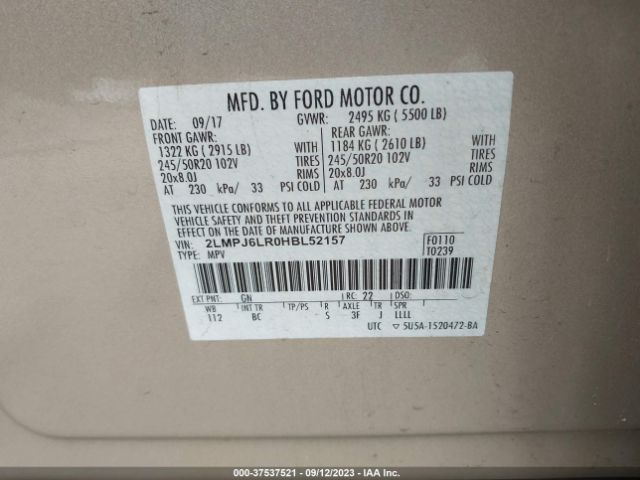 MFD. BY FORD MOTOR CO.
DATE: 09/17 GVWR: 2495 KG ( 5500 LB)
FRONT GAWR: REAR GAWR:
1322 KG ( 2915 LB) WITH 1184 KG ( 2610 LB) WITH
245/50R20 102V TIRES 245/50R20 102V TIRES
20x8.0J RIMS 20x8.0J RIMS
AT 230 kPa/ 33 PSI COLD AT 230 kPa/ 33 PSI COLD
THIS VEHICLE CONFORMS TO ALL APPLICABLE FEDERAL MOTOR
VEHICLE SAFETY AND THEFT PREVENTION STANDARDS IN
EFFECT ON THE DATE OF MANUFACTURE SHOWN ABOVE.
VIN: 2LMPJ6LR0HBL52157 F0110
TYPE: MPV T0239
EXT PNT: GN RC: 22 DSO:
WB INT TR TP/PS R AXLE TR SPR
112 BC S 3F J LLLL
UTC ▽ 5U5A-1520472-BA
000-37537521 - 09/12/2023 - IAA Inc.